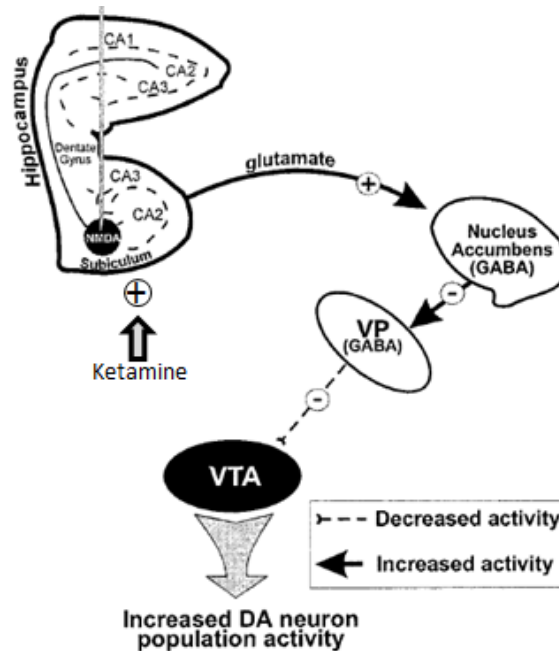 CA1
CA2
CA3
Hippocampus
Dentate
Gyrus
CA3
CA2
NMDA
Subiculum
+
Ketamine
glutamate
+
Nucleus
Accumbens
(GABA)
-
VP
(GABA)
-
VTA
Increased DA neuron
population activity
Decreased activity
Increased activity